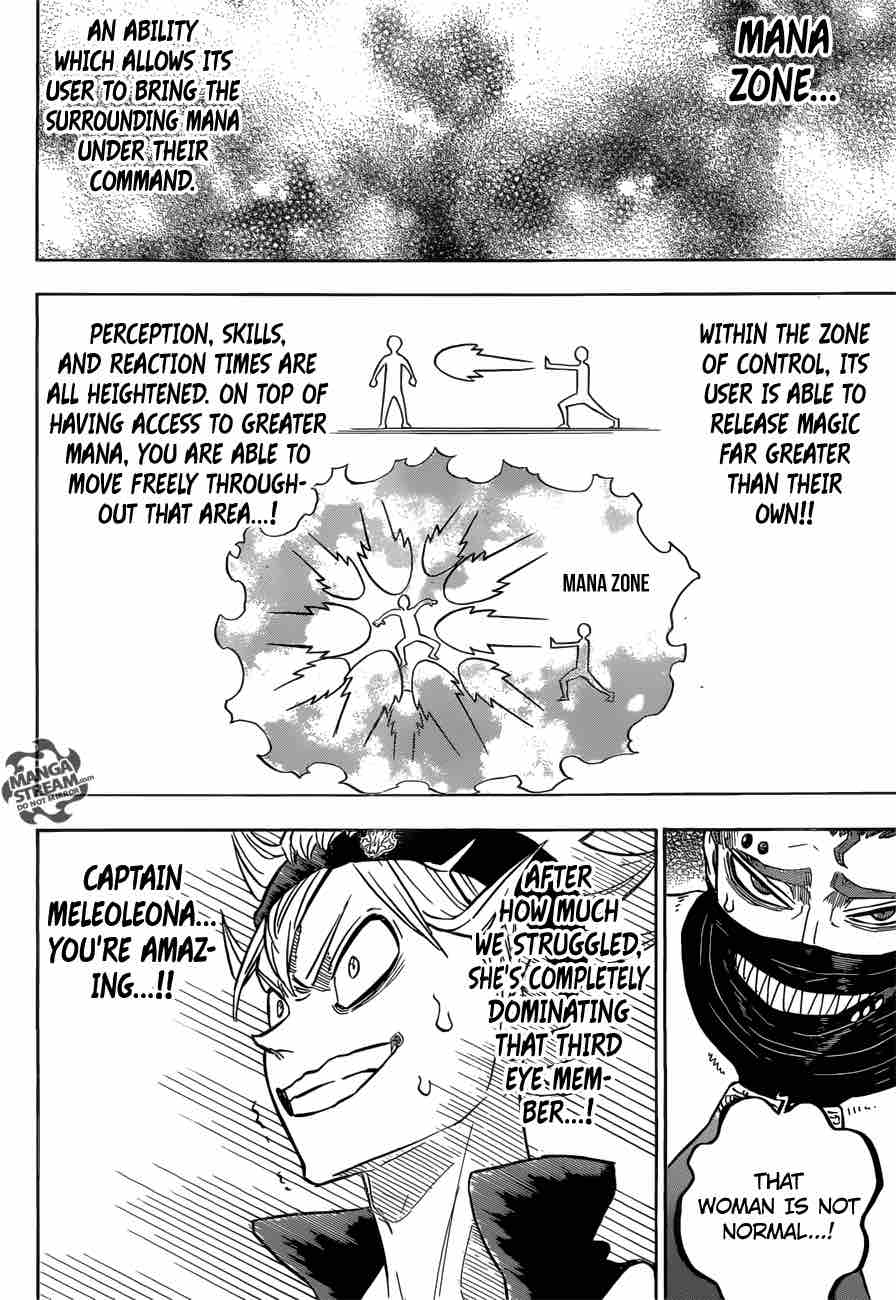 MANA
ZONE...
AN ABILITY
WHICH ALLOWS ITS
USER TO BRING THE
SURROUNDING MANA
UNDER THEIR
COMMAND.
WITHIN THE ZONE
OF CONTROL, ITS
USER IS ABLE TO
RELEASE MAGIC
FAR GREATER
THAN THEIR
OWN!!
PERCEPTION, SKILLS,
AND REACTION TIMES ARE
ALL HEIGHTENED. ON TOP OF
HAVING ACCESS TO GREATER
MANA, YOU ARE ABLE TO
MOVE FREELY THROUGH-
OUT THAT AREA...!
MANA ZONE
MANGA
STREAM.com
DO NOT MIRROR
THAT
WOMAN IS NOT
NORMAL...!
AFTER
HOW MUCH
WE STRUGGLED,
SHE'S COMPLETELY
DOMINATING
THAT THIRD
EYE MEM-
BER...!
CAPTAIN
MELEOLEONA...
YOU'RE AMAZ-
ING...!!